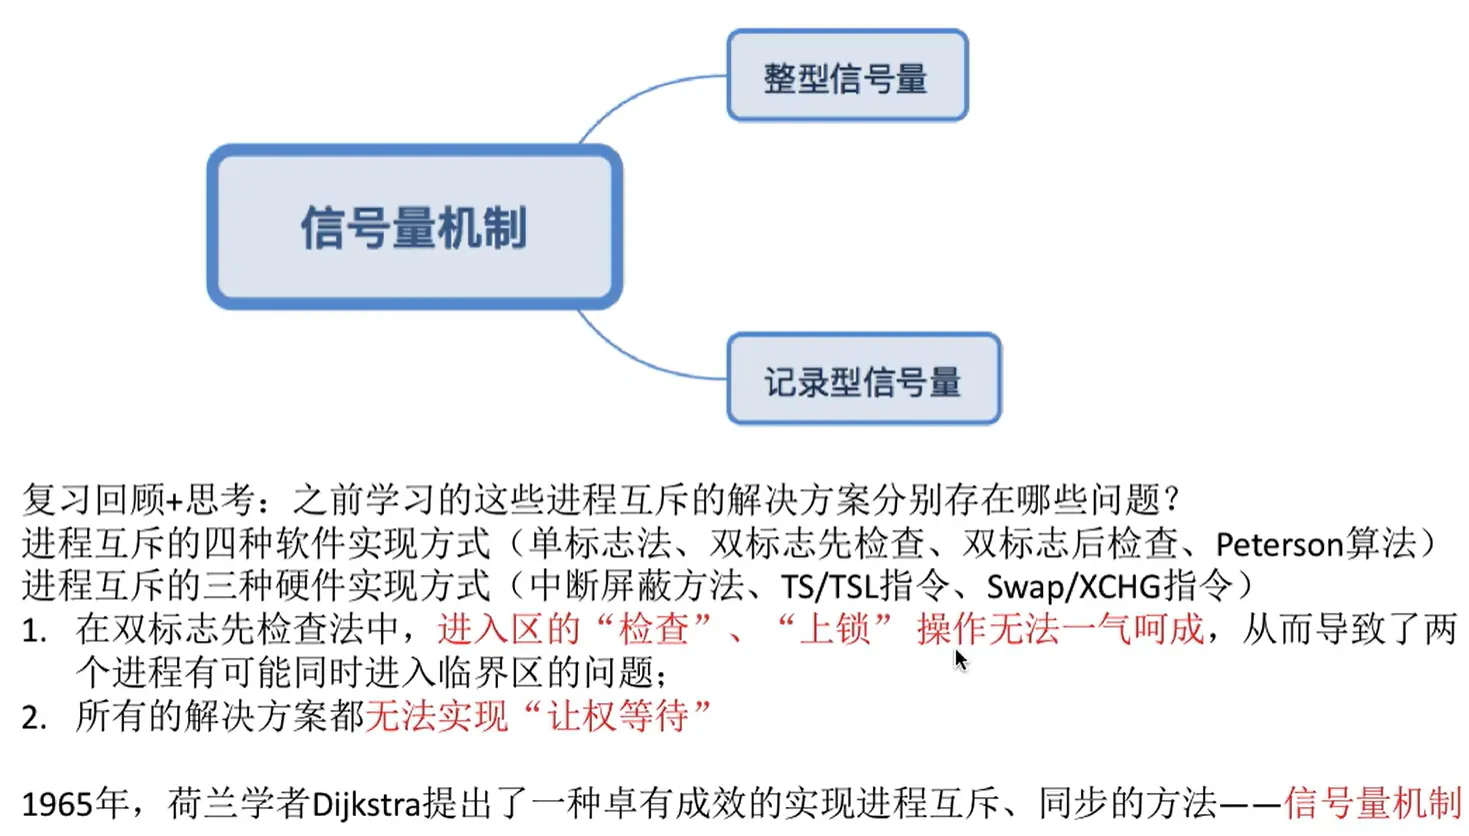 整型信号量
信号量机制
记录型信号量
复习回顾+思考：之前学习的这些进程互斥的解决方案分别存在哪些问题？
进程互斥的四种软件实现方式（单标志法、双标志先检查、双标志后检查、Peterson算法）
进程互斥的三种硬件实现方式（中断屏蔽方法、TS/TSL指令、Swap/XCHG指令）
1. 在双标志先检查法中，进入区的“检查”、“上锁” 操作无法一气呵成，从而导致了两
个进程有可能同时进入临界区的问题；
2. 所有的解决方案都无法实现“让权等待”
1965年，荷兰学者Dijkstra提出了一种卓有成效的实现进程互斥、同步的方法——信号量机制